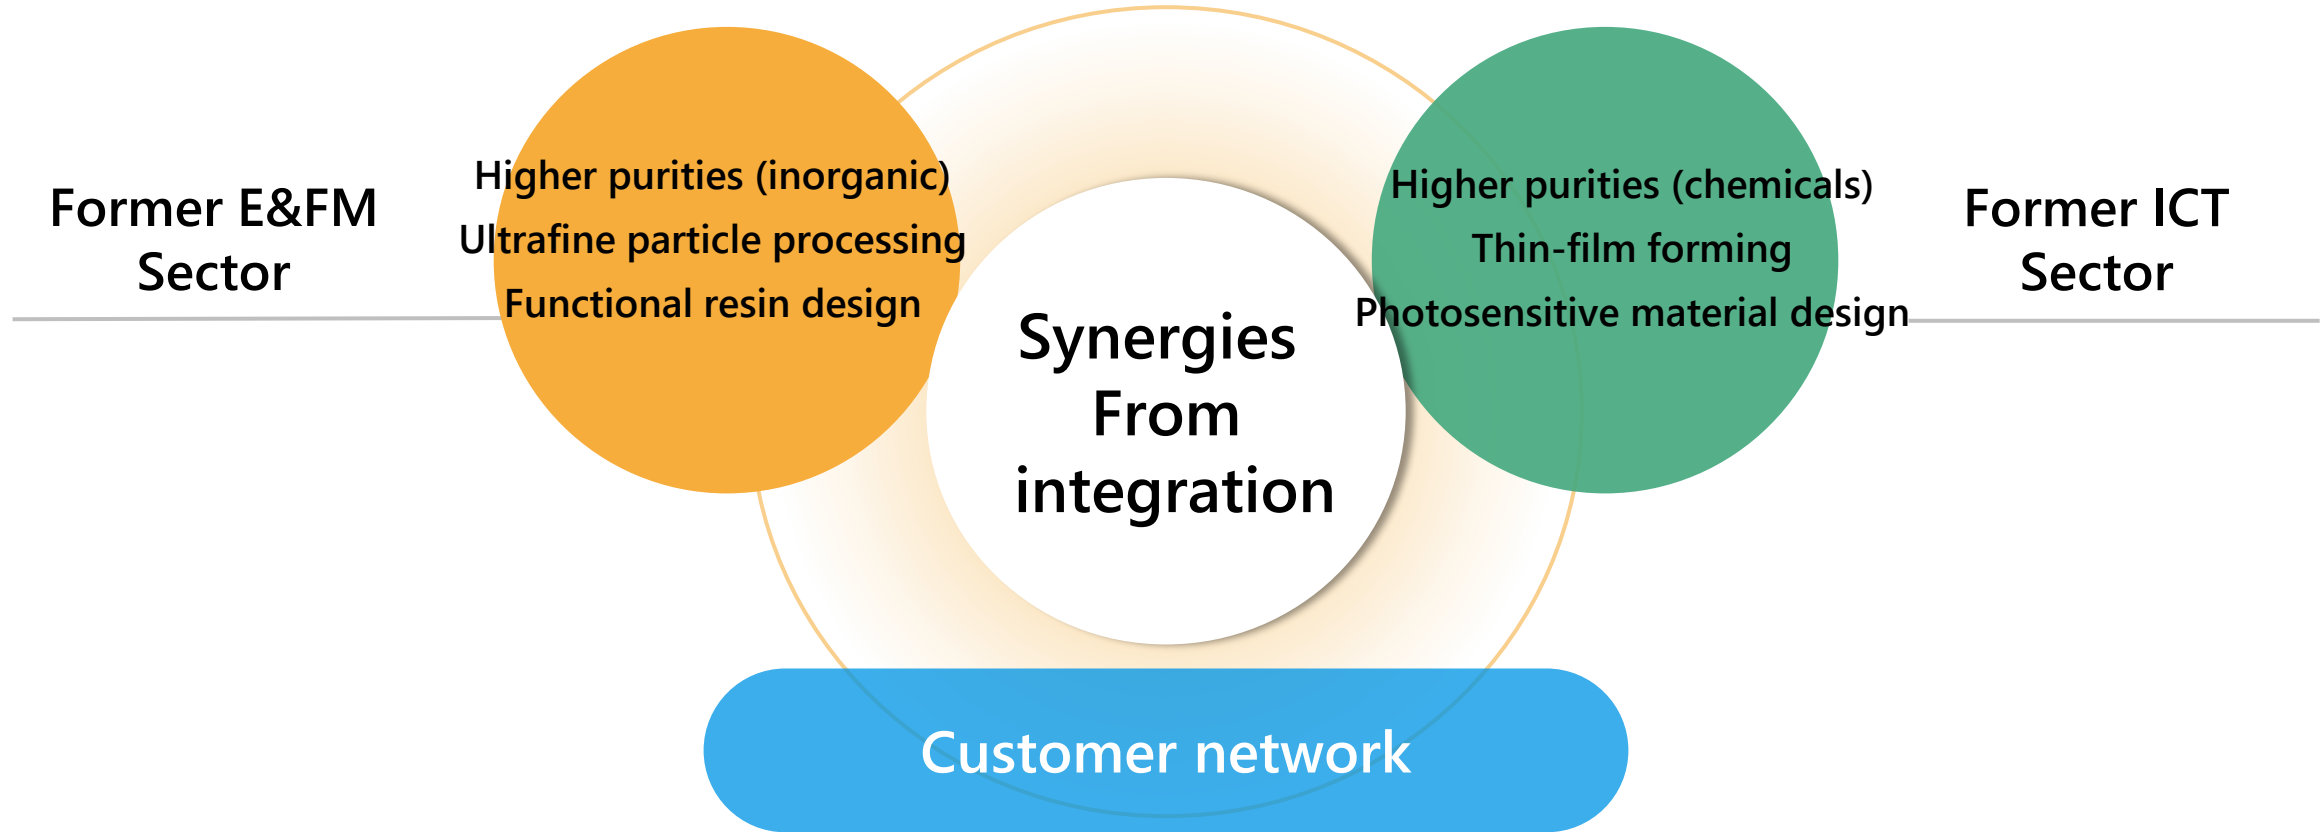 Former E&FM
Sector
Higher purities (inorganic)
Ultrafine particle processing
Functional resin design
Synergies
From
integration
Higher purities (chemicals)
Thin-film forming
Photosensitive material design
Former ICT
Sector
Customer network